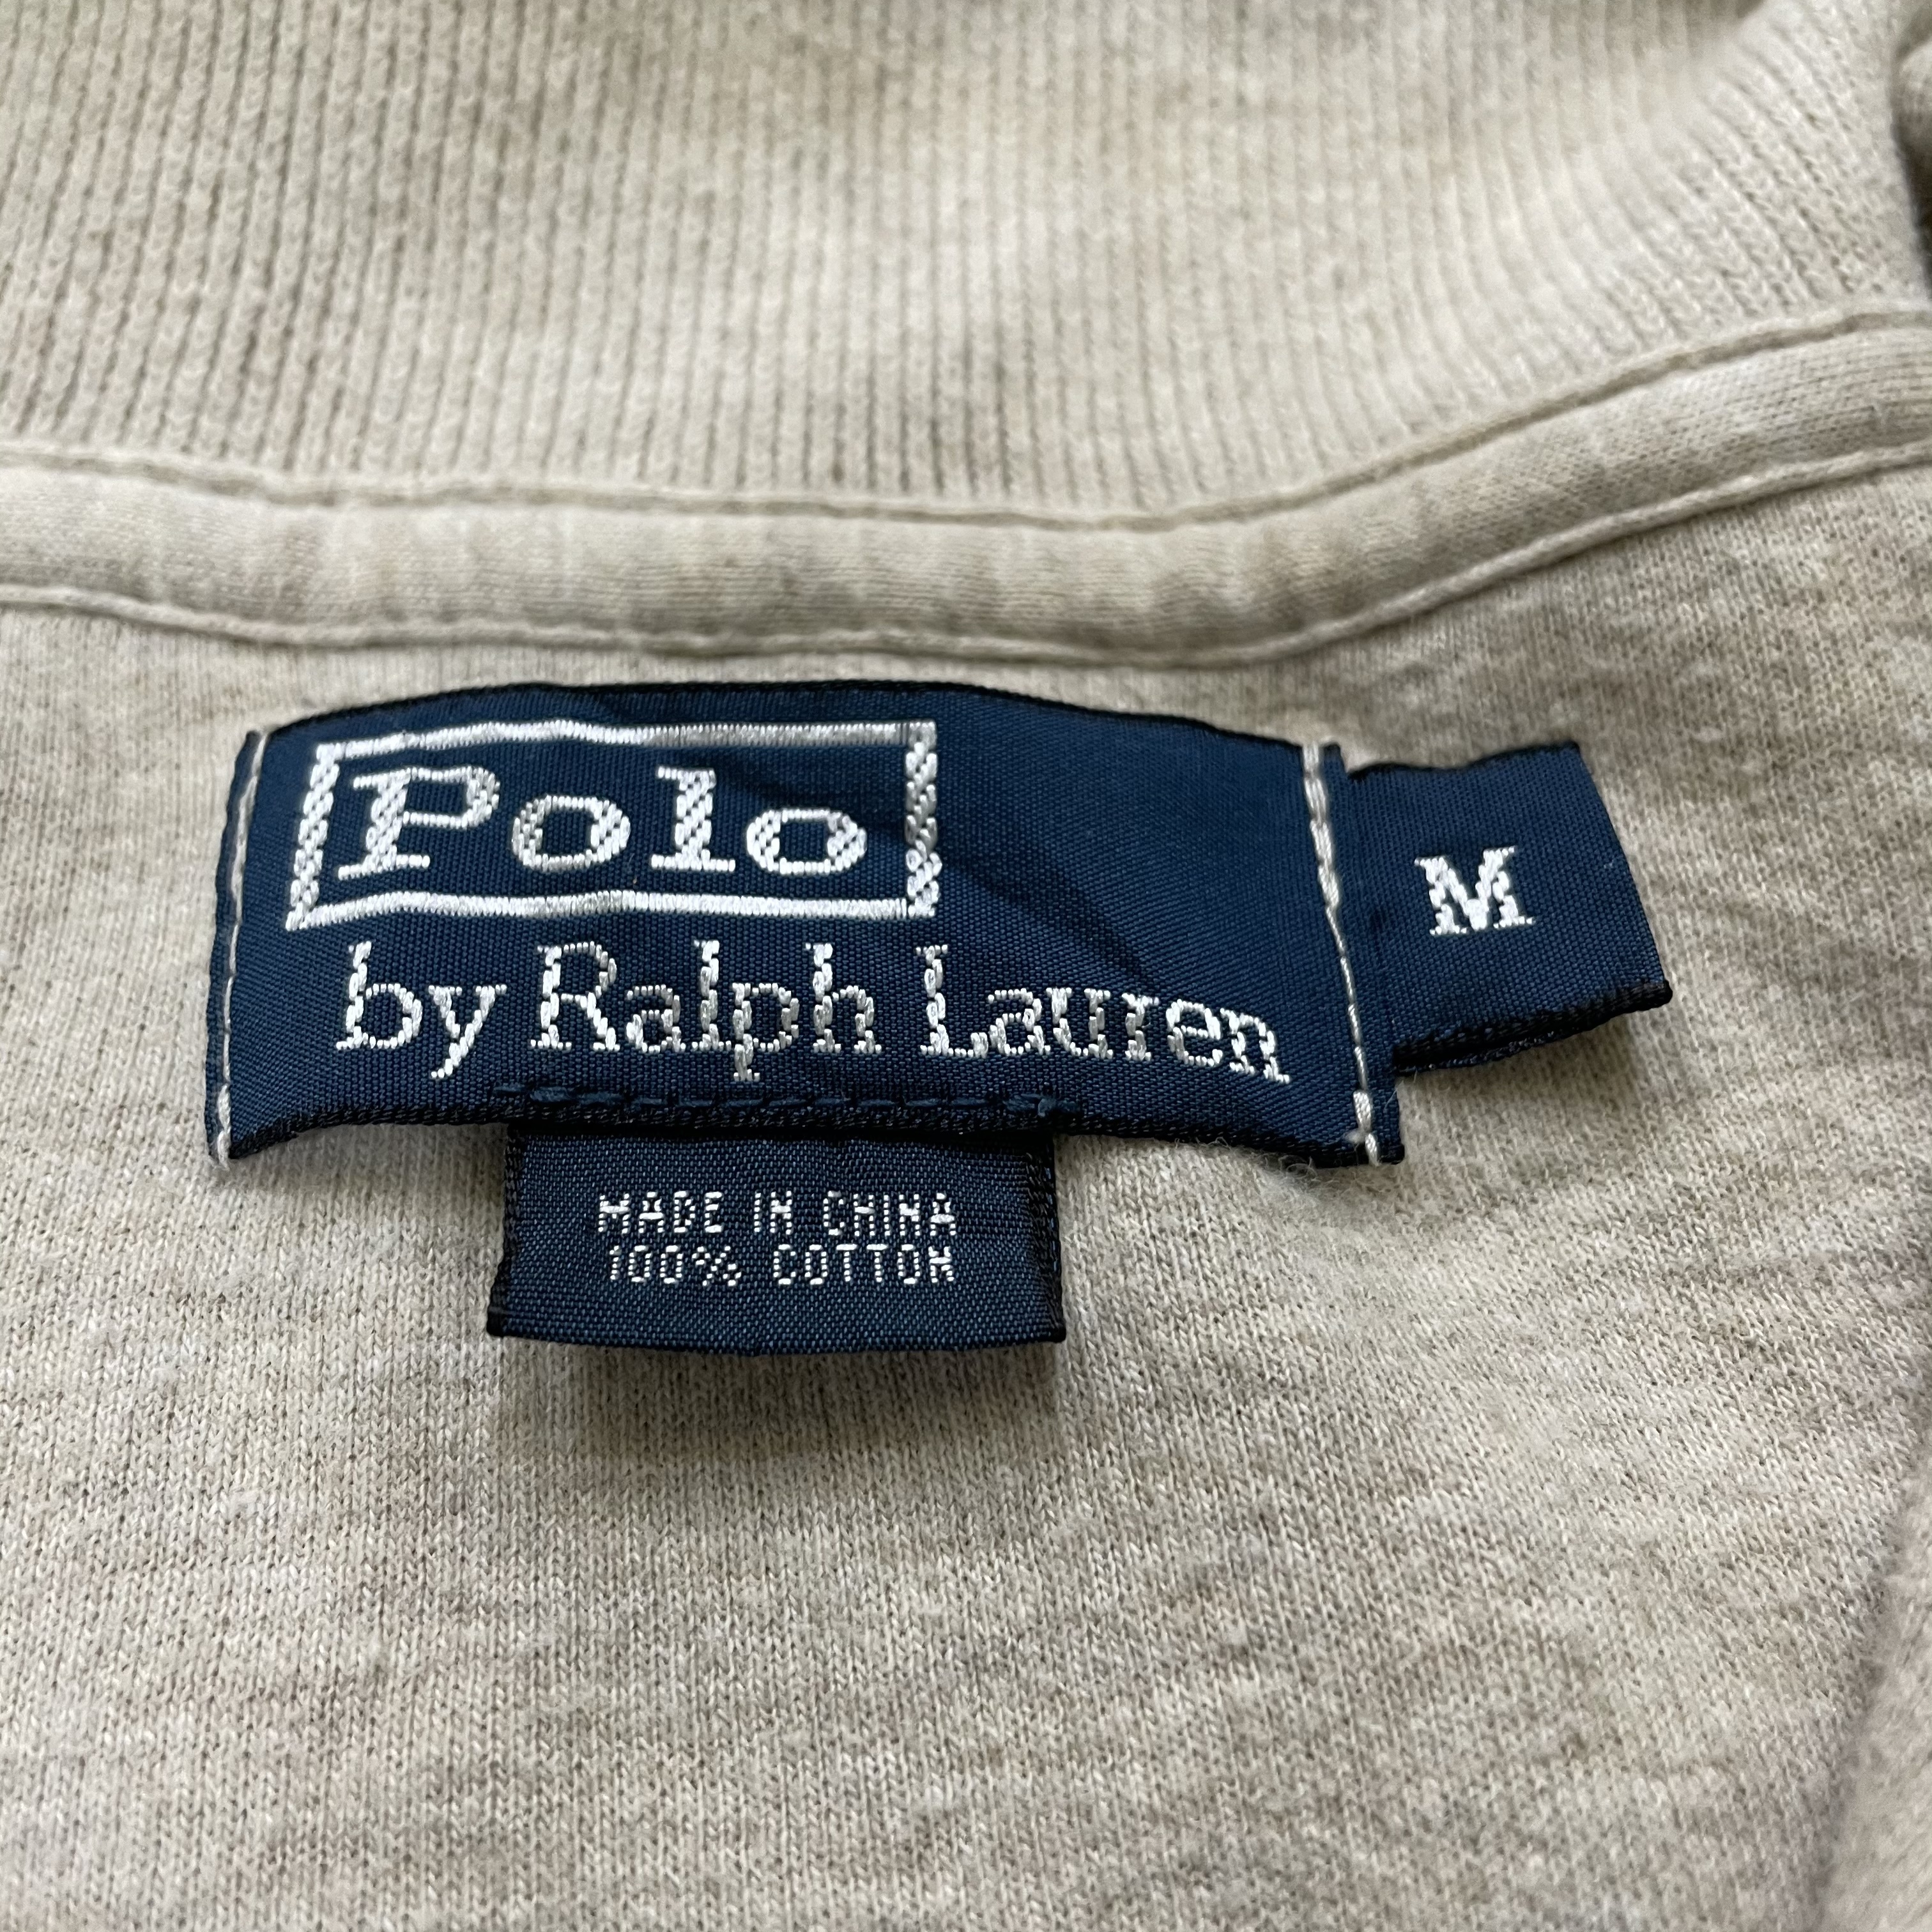 Polo
by Ralph Lauren
M
MADE IN CHINA
100% COTTON